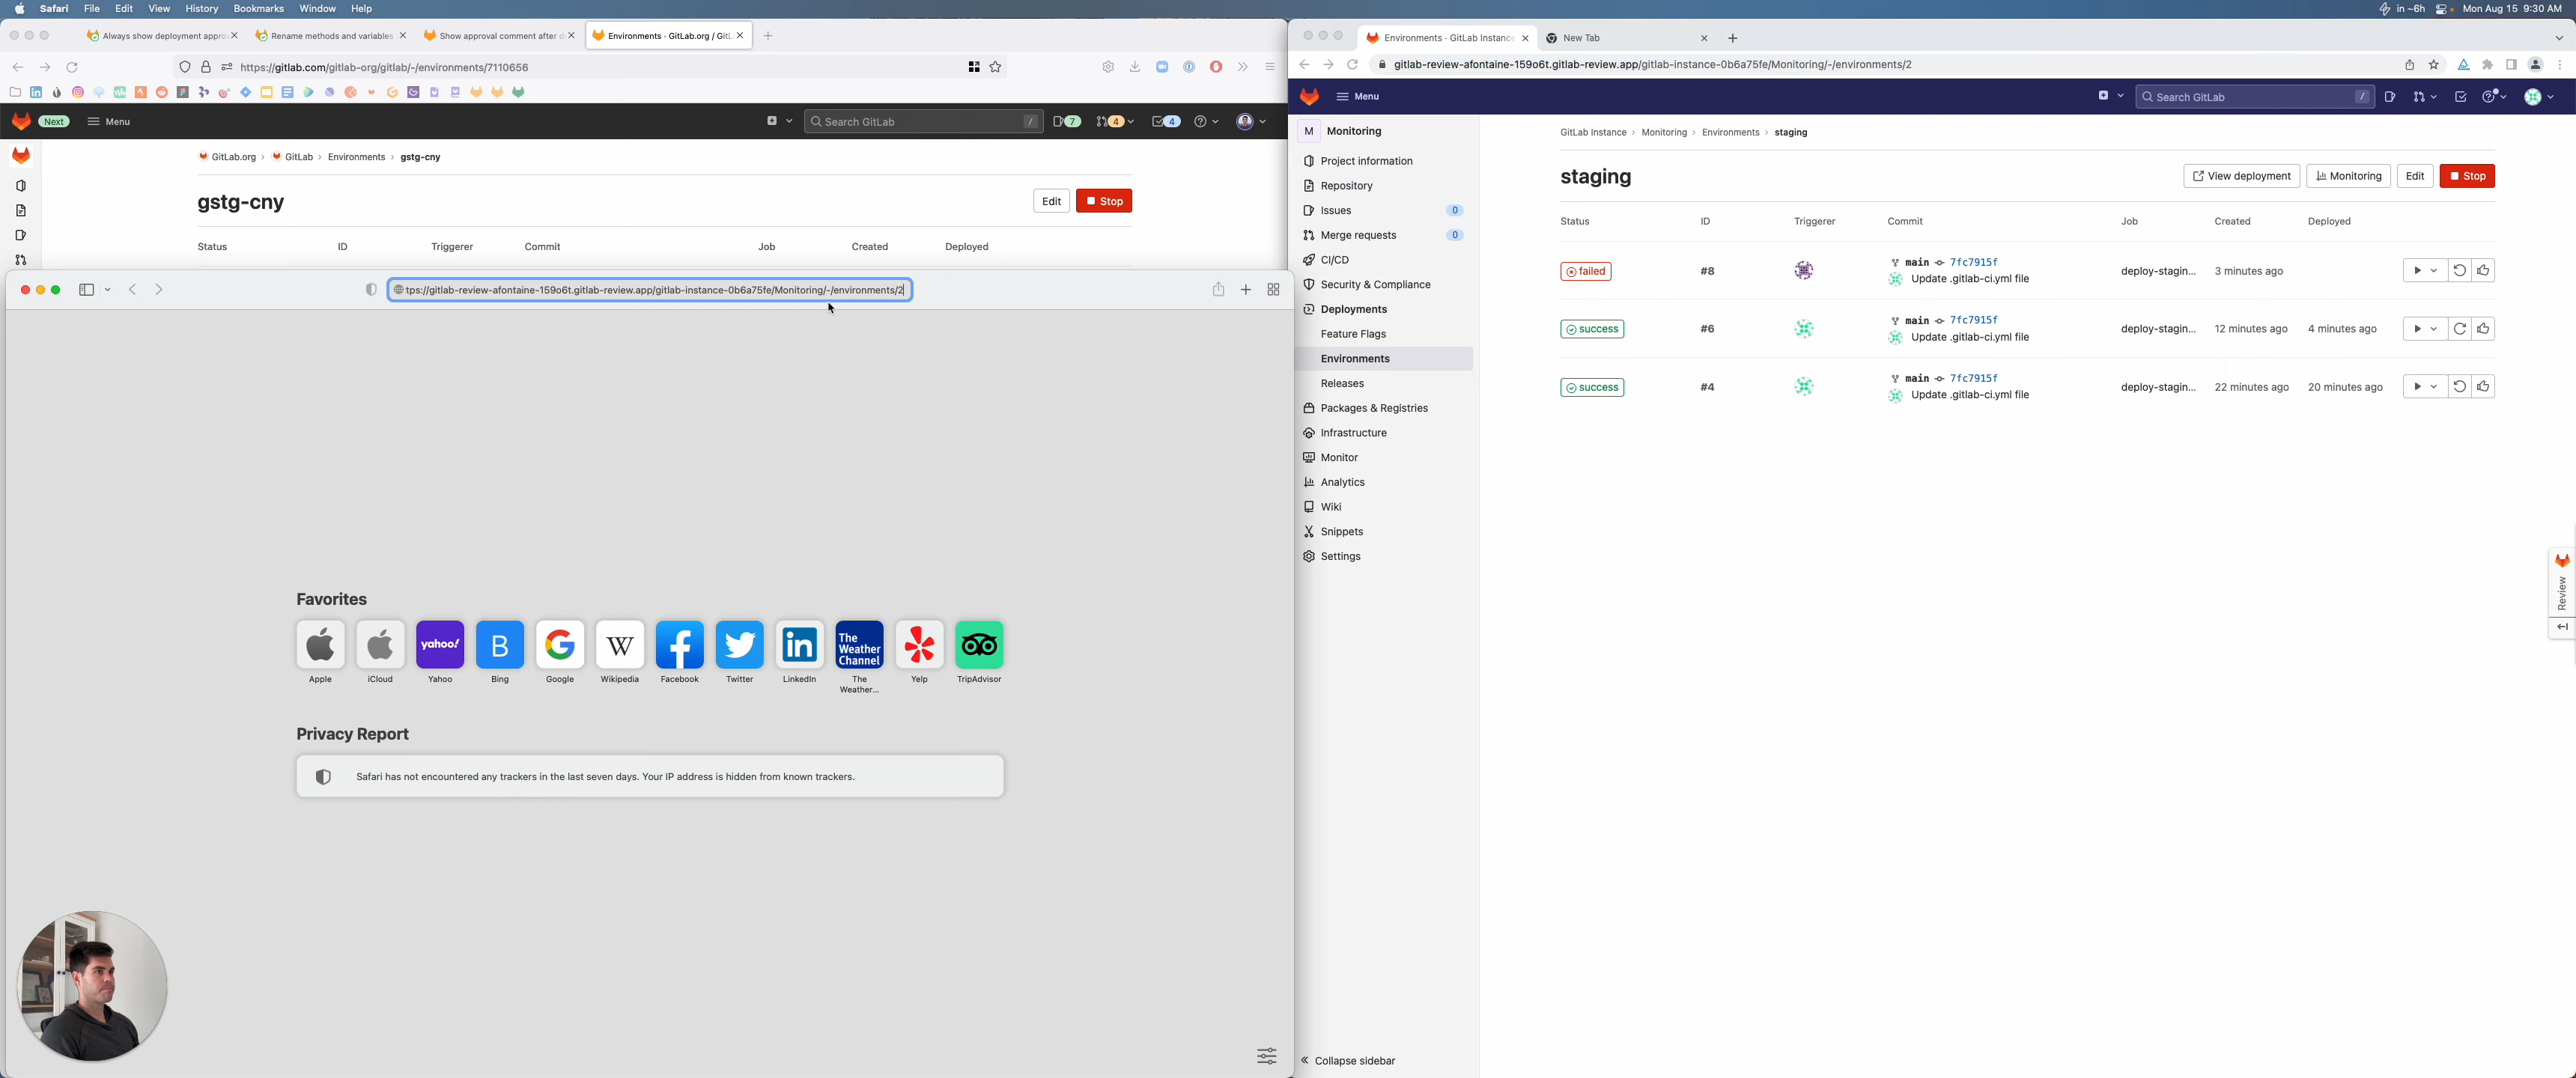 Safari File Edit View History Bookmarks Window Help
in ~6h Mon Aug 15 9:30 AM
Always show deployment appro
Rename methods and variables
Show approval comment after d
Environments · GitLab.org / GitL
https://gitlab.com/gitlab-org/gitlab/-/environments/7110656
Next Menu
Search GitLab /
7 4 4
GitLab.org > GitLab > Environments > gstg-cny
gstg-cny
Edit Stop
Status ID Triggerer Commit Job Created Deployed
tps://gitlab-review-afontaine-159o6t.gitlab-review.app/gitlab-instance-0b6a75fe/Monitoring/-/environments/2
Favorites
yahoo! B W in The Weather Channel
Apple iCloud Yahoo Bing Google Wikipedia Facebook Twitter LinkedIn The Weather... Yelp TripAdvisor
Privacy Report
Safari has not encountered any trackers in the last seven days. Your IP address is hidden from known trackers.
Environments · GitLab Instance
New Tab
gitlab-review-afontaine-159o6t.gitlab-review.app/gitlab-instance-0b6a75fe/Monitoring/-/environments/2
Menu
Search GitLab /
M Monitoring
Project information
Repository
Issues 0
Merge requests 0
CI/CD
Security & Compliance
Deployments
Feature Flags
Environments
Releases
Packages & Registries
Infrastructure
Monitor
Analytics
Wiki
Snippets
Settings
Collapse sidebar
GitLab Instance > Monitoring > Environments > staging
staging
View deployment Monitoring Edit Stop
Status ID Triggerer Commit Job Created Deployed
failed #8 main 7fc7915f deploy-stagin... 3 minutes ago
Update .gitlab-ci.yml file
success #6 main 7fc7915f deploy-stagin... 12 minutes ago 4 minutes ago
Update .gitlab-ci.yml file
success #4 main 7fc7915f deploy-stagin... 22 minutes ago 20 minutes ago
Update .gitlab-ci.yml file
Review